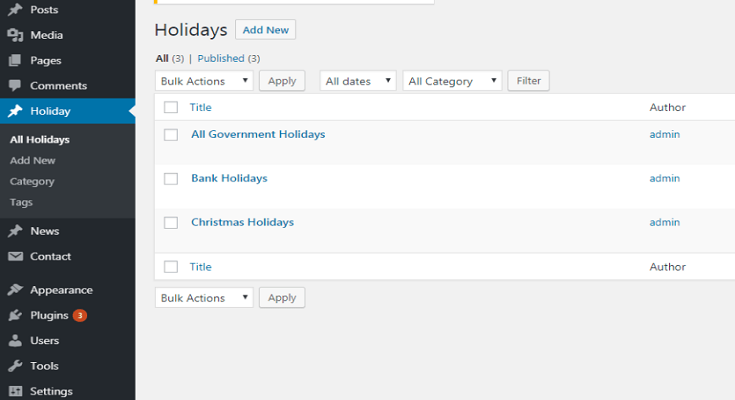 Posts
Media
Pages
Comments
Holiday
All Holidays
Add New
Category
Tags
News
Contact
Appearance
Plugins 3
Users
Tools
Settings
Holidays Add New
All (3) | Published (3)
Bulk Actions Apply All dates All Category Filter
Title Author
All Government Holidays admin
Bank Holidays admin
Christmas Holidays admin
Title Author
Bulk Actions Apply